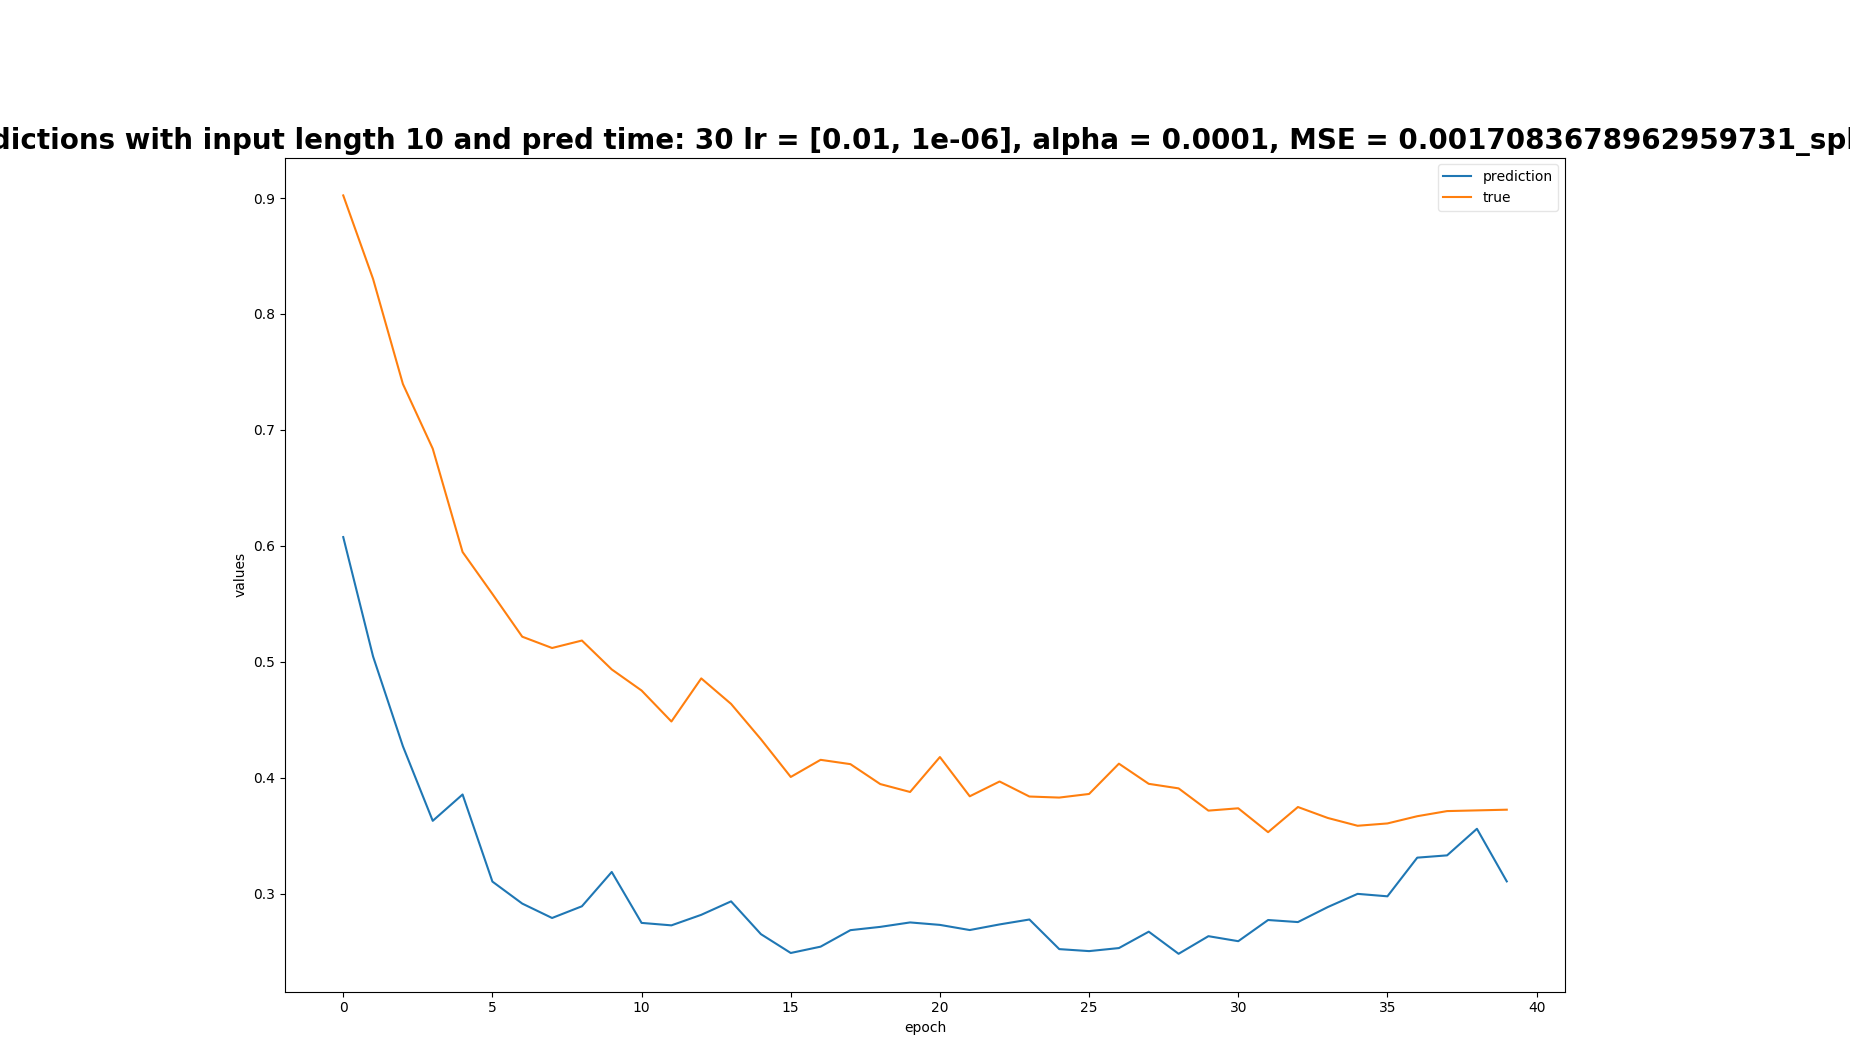 dictions with input length 10 and pred time: 30 lr = [0.01, 1e-06], alpha = 0.0001, MSE = 0.0017083678962959731_spl
prediction
true
0.9
0.8
0.7
0.6
0.5
0.4
0.3
values
0 5 10 15 20 25 30 35 40
epoch